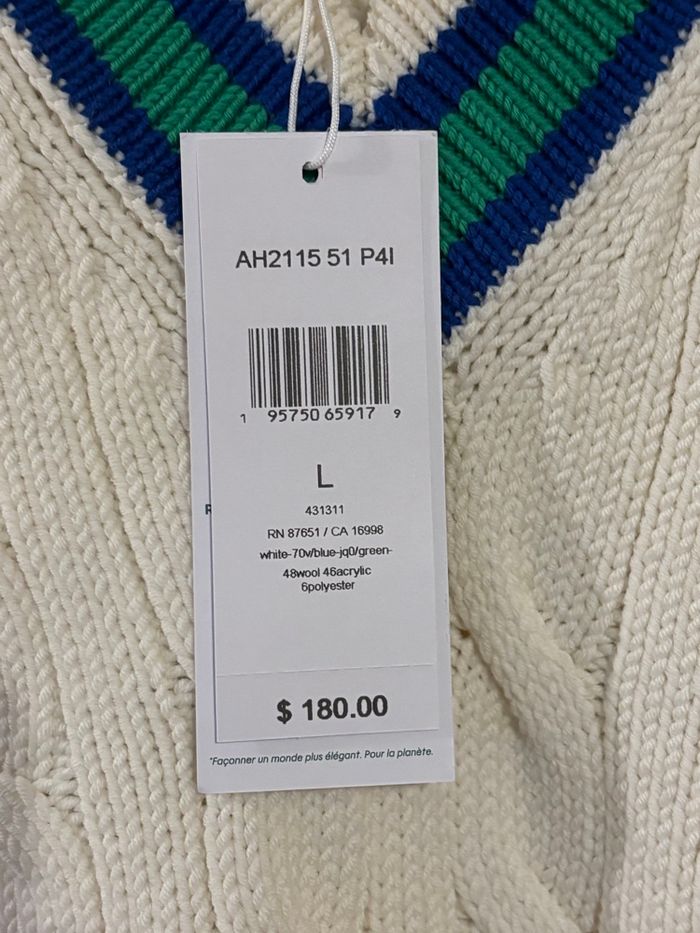 AH2115 51 P4I
1 95750 65917 9
L
431311
RN 87651 / CA 16998
white-70v/blue-jq0/green-
48wool 46acrylic
6polyester
$ 180.00
"Façonner un monde plus élégant. Pour la planète.